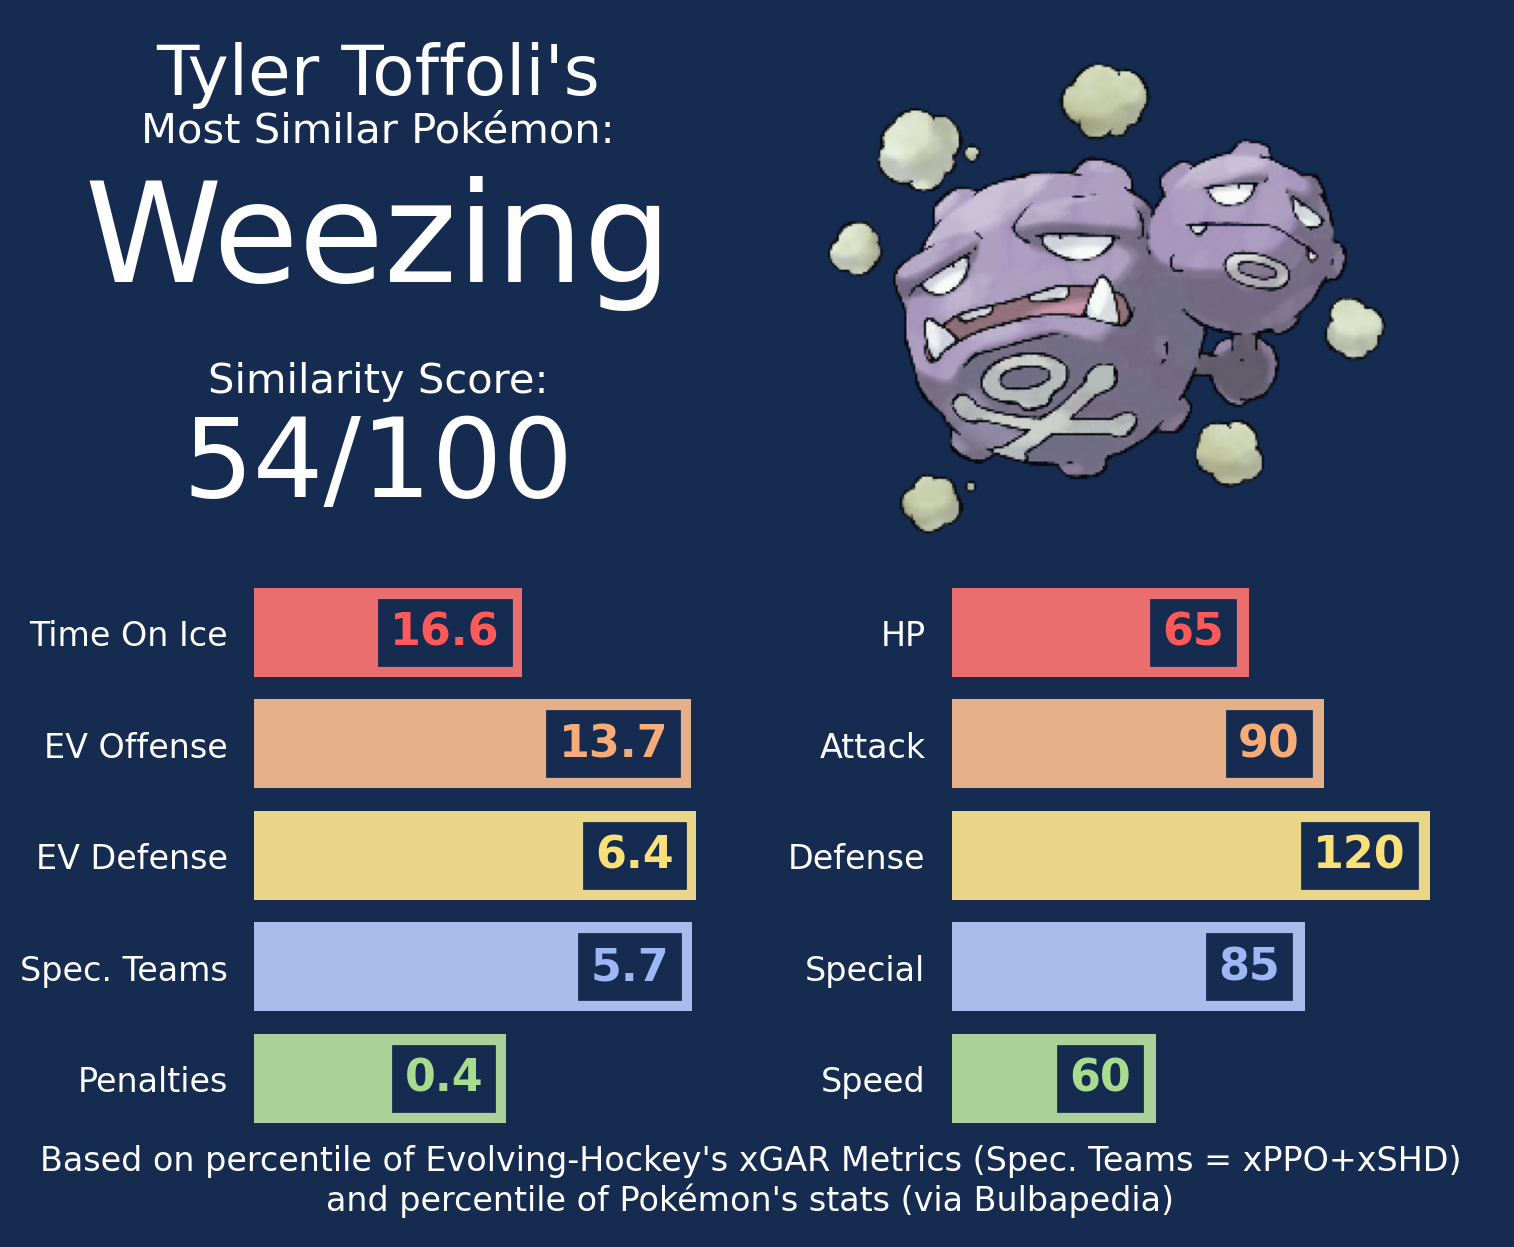 Tyler Toffoli's
Most Similar Pokémon:
Weezing
Similarity Score:
54/100
Time On Ice 16.6
EV Offense 13.7
EV Defense 6.4
Spec. Teams 5.7
Penalties 0.4
HP 65
Attack 90
Defense 120
Special 85
Speed 60
Based on percentile of Evolving-Hockey's xGAR Metrics (Spec. Teams = xPPO+xSHD)
and percentile of Pokémon's stats (via Bulbapedia)